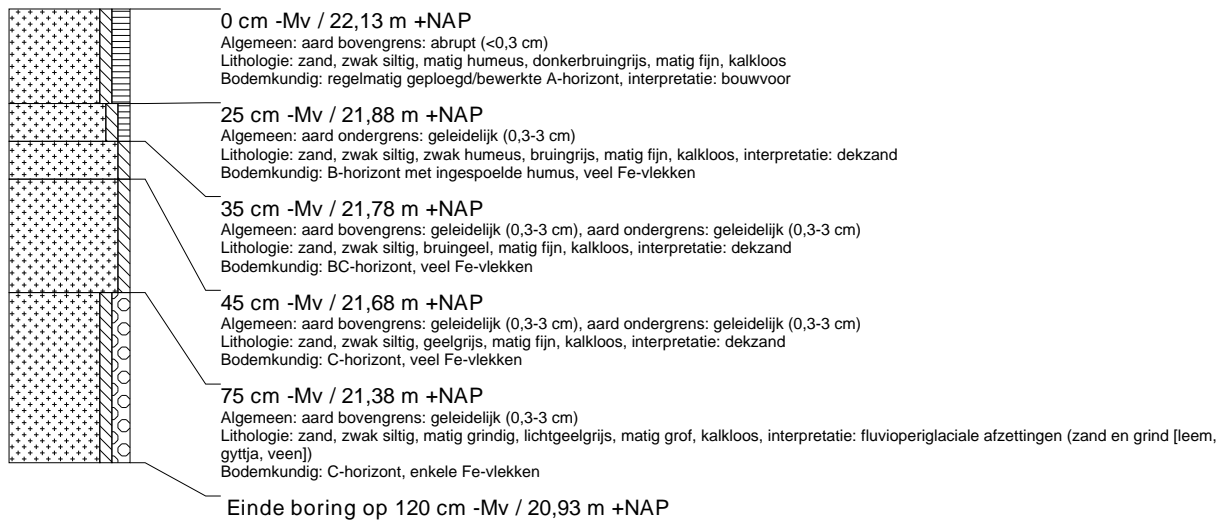 0 cm -Mv / 22,13 m +NAP
Algemeen: aard bovengrens: abrupt (<0,3 cm)
Lithologie: zand, zwak siltig, matig humeus, donkerbruingrijs, matig fijn, kalkloos
Bodemkundig: regelmatig geploegd/bewerkte A-horizont, interpretatie: bouwvoor
25 cm -Mv / 21,88 m +NAP
Algemeen: aard ondergrens: geleidelijk (0,3-3 cm)
Lithologie: zand, zwak siltig, zwak humeus, bruingrijs, matig fijn, kalkloos, interpretatie: dekzand
Bodemkundig: B-horizont met ingespoelde humus, veel Fe-vlekken
35 cm -Mv / 21,78 m +NAP
Algemeen: aard bovengrens: geleidelijk (0,3-3 cm), aard ondergrens: geleidelijk (0,3-3 cm)
Lithologie: zand, zwak siltig, bruingeel, matig fijn, kalkloos, interpretatie: dekzand
Bodemkundig: BC-horizont, veel Fe-vlekken
45 cm -Mv / 21,68 m +NAP
Algemeen: aard bovengrens: geleidelijk (0,3-3 cm), aard ondergrens: geleidelijk (0,3-3 cm)
Lithologie: zand, zwak siltig, geelgrijs, matig fijn, kalkloos, interpretatie: dekzand
Bodemkundig: C-horizont, veel Fe-vlekken
75 cm -Mv / 21,38 m +NAP
Algemeen: aard bovengrens: geleidelijk (0,3-3 cm)
Lithologie: zand, zwak siltig, matig grindig, lichtgeelgrijs, matig grof, kalkloos, interpretatie: fluvioperiglaciale afzettingen (zand en grind [leem,
gyttja, veen])
Bodemkundig: C-horizont, enkele Fe-vlekken
Einde boring op 120 cm -Mv / 20,93 m +NAP